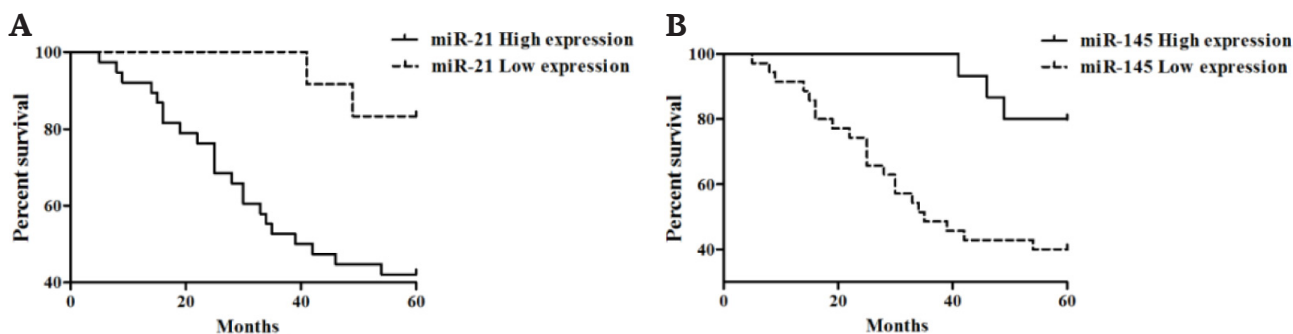 A
miR-21 High expression
miR-21 Low expression
Percent survival
100
80
60
40
0
20
40
60
Months
B
miR-145 High expression
miR-145 Low expression
Percent survival
100
80
60
40
0
20
40
60
Months